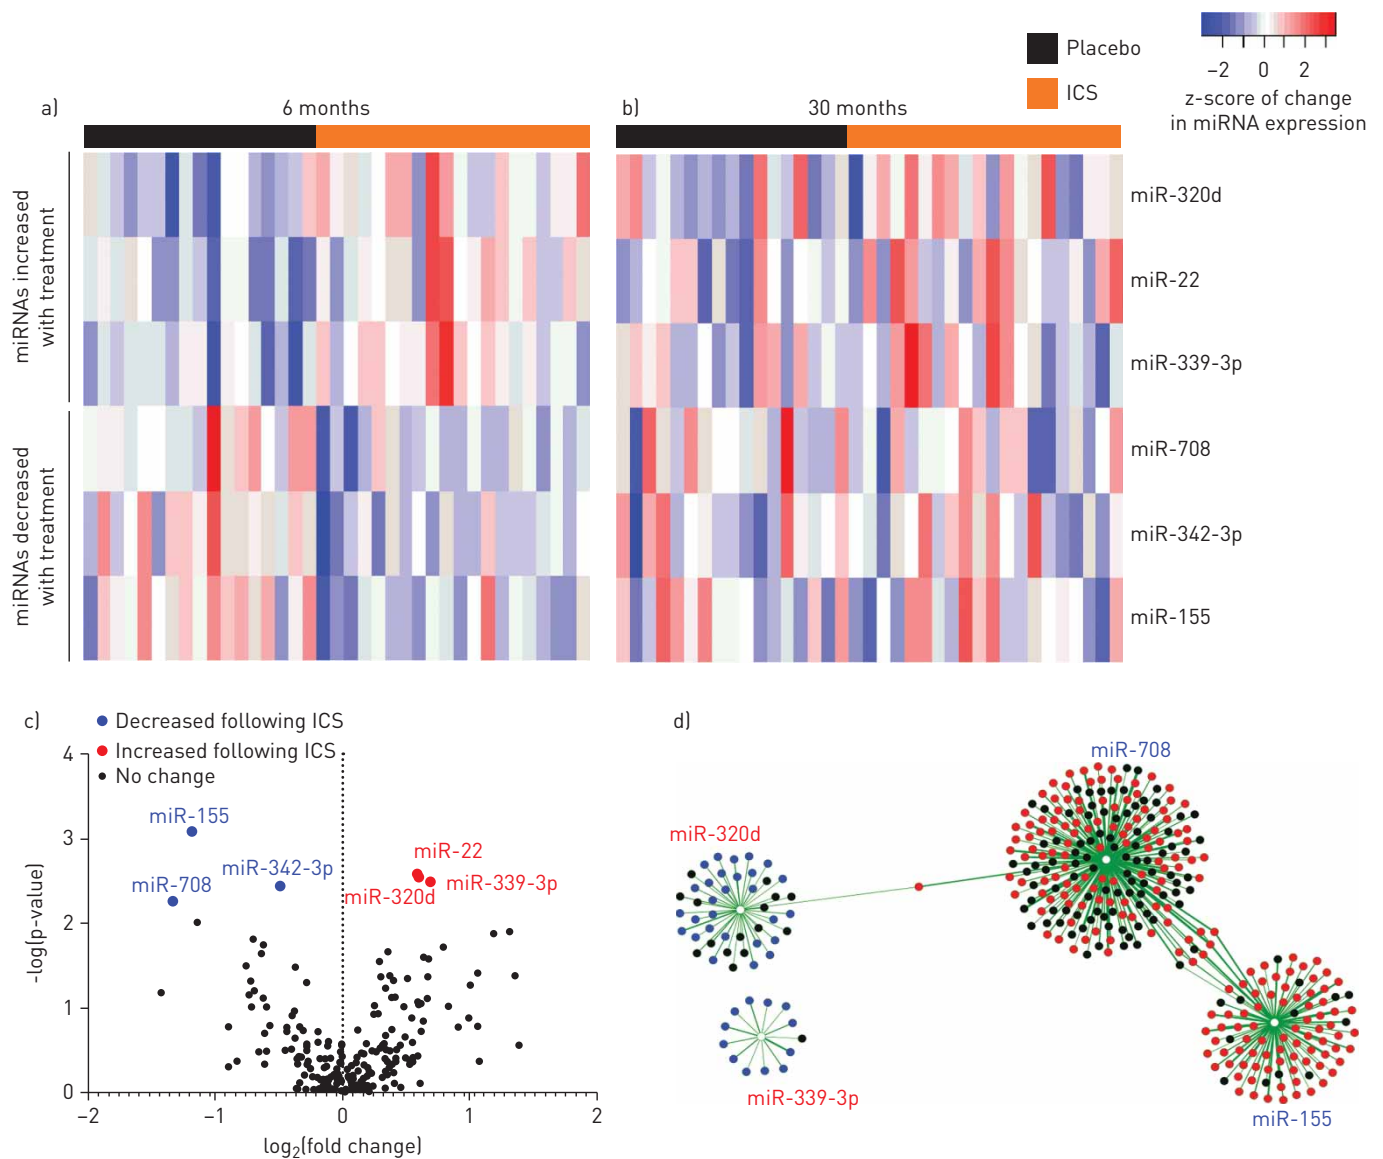 Placebo
ICS
−2 0 2
z-score of change
in miRNA expression
a) 6 months
b) 30 months
miRNAs increased
with treatment
miRNAs decreased
with treatment
miR-320d
miR-22
miR-339-3p
miR-708
miR-342-3p
miR-155
c)
Decreased following ICS
Increased following ICS
No change
4
3
2
1
0
-log(p-value)
miR-155
miR-342-3p
miR-708
miR-22
miR-339-3p
miR-320d
−2 −1 0 1 2
log2(fold change)
d)
miR-708
miR-320d
miR-339-3p
miR-155